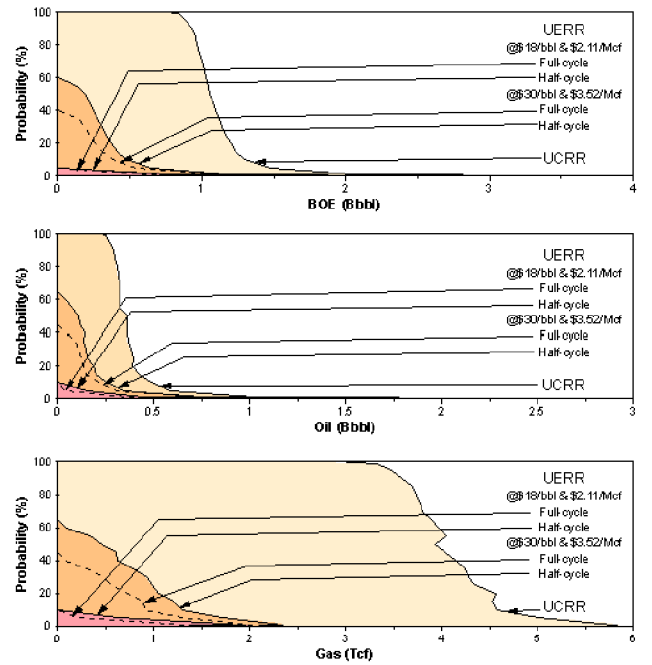 100
80
60
40
20
0
Probability (%)
UERR
@$18/bbl & $2.11/Mcf
Full-cycle
Half-cycle
@$30/bbl & $3.52/Mcf
Full-cycle
Half-cycle
UCRR
0 1 2 3 4
BOE (Bbbl)
100
80
60
40
20
0
Probability (%)
UERR
@$18/bbl & $2.11/Mcf
Full-cycle
Half-cycle
@$30/bbl & $3.52/Mcf
Full-cycle
Half-cycle
UCRR
0 0.5 1 1.5 2 2.5 3
Oil (Bbbl)
100
80
60
40
20
0
Probability (%)
UERR
@$18/bbl & $2.11/Mcf
Full-cycle
Half-cycle
@$30/bbl & $3.52/Mcf
Full-cycle
Half-cycle
UCRR
0 1 2 3 4 5 6
Gas (Tcf)